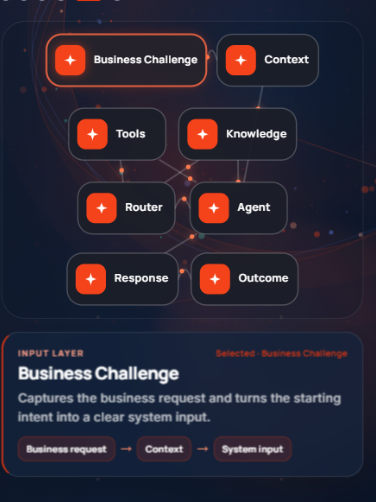 Business Challenge
Context
Tools
Knowledge
Router
Agent
Response
Outcome
INPUT LAYER
Selected · Business Challenge
Business Challenge
Captures the business request and turns the starting
intent into a clear system input.
Business request → Context → System input